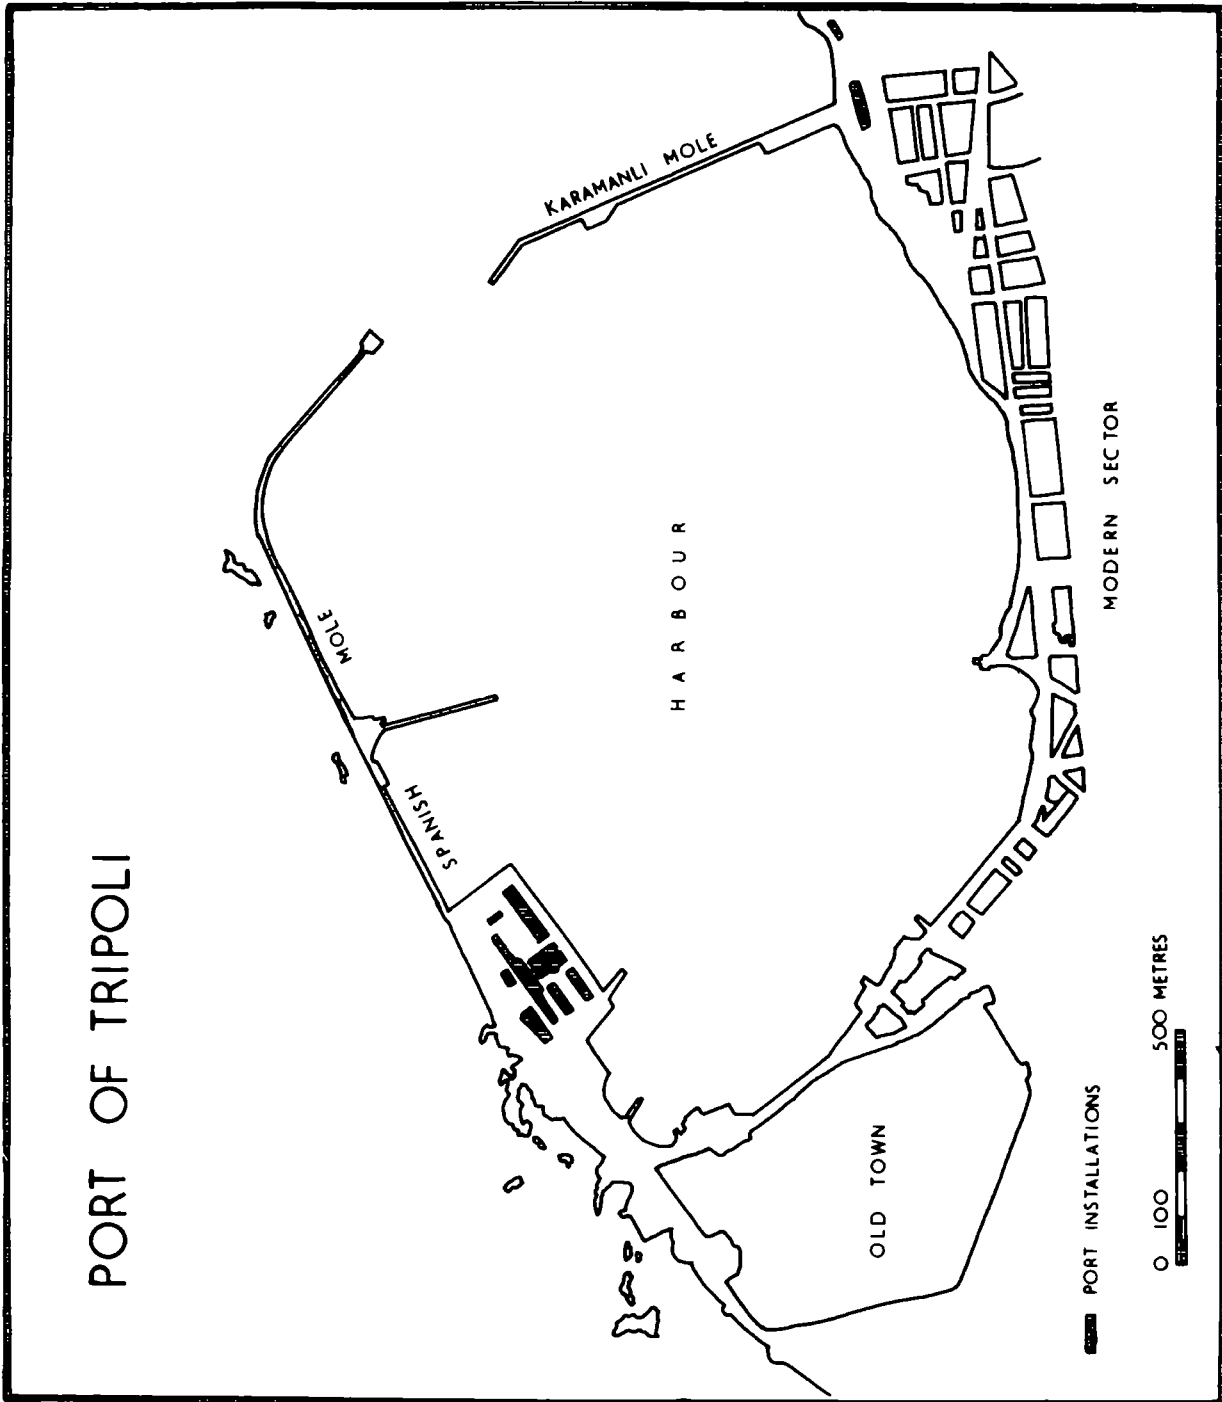 PORT OF TRIPOLI
KARAMANLI MOLE
SPANISH MOLE
HARBOUR
MODERN SECTOR
OLD TOWN
PORT INSTALLATIONS
0 100 500 METRES